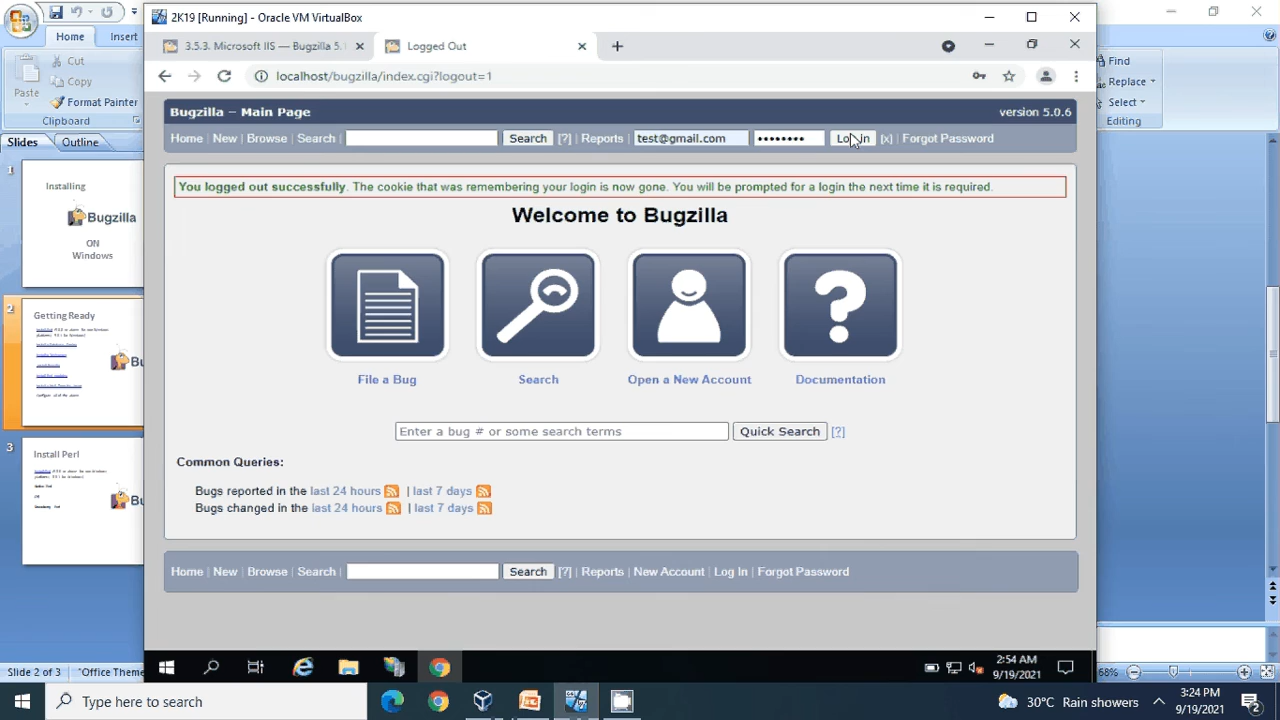 2K19 [Running] - Oracle VM VirtualBox
Home
Insert
Paste
Cut
Copy
Format Painter
Clipboard
Find
Replace
Select
Editing
3.5.3. Microsoft IIS — Bugzilla 5.
Logged Out
localhost/bugzilla/index.cgi?logout=1
Bugzilla – Main Page
version 5.0.6
Home | New | Browse | Search | Search [?] | Reports | test@gmail.com •••••••• [x] | Forgot Password
You logged out successfully. The cookie that was remembering your login is now gone. You will be prompted for a login the next time it is required.
Welcome to Bugzilla
File a Bug
Search
Open a New Account
Documentation
Enter a bug # or some search terms
Quick Search [?]
Common Queries:
Bugs reported in the last 24 hours | last 7 days
Bugs changed in the last 24 hours | last 7 days
Home | New | Browse | Search | Search [?] | Reports | New Account | Log In | Forgot Password
Slides
Outline
1
Installing
Bugzilla
ON
Windows
2
Getting Ready
3
Install Perl
2:54 AM
9/19/2021
Slide 2 of 3
"Office Theme
68%
Type here to search
30°C Rain showers
3:24 PM
9/19/2021
2